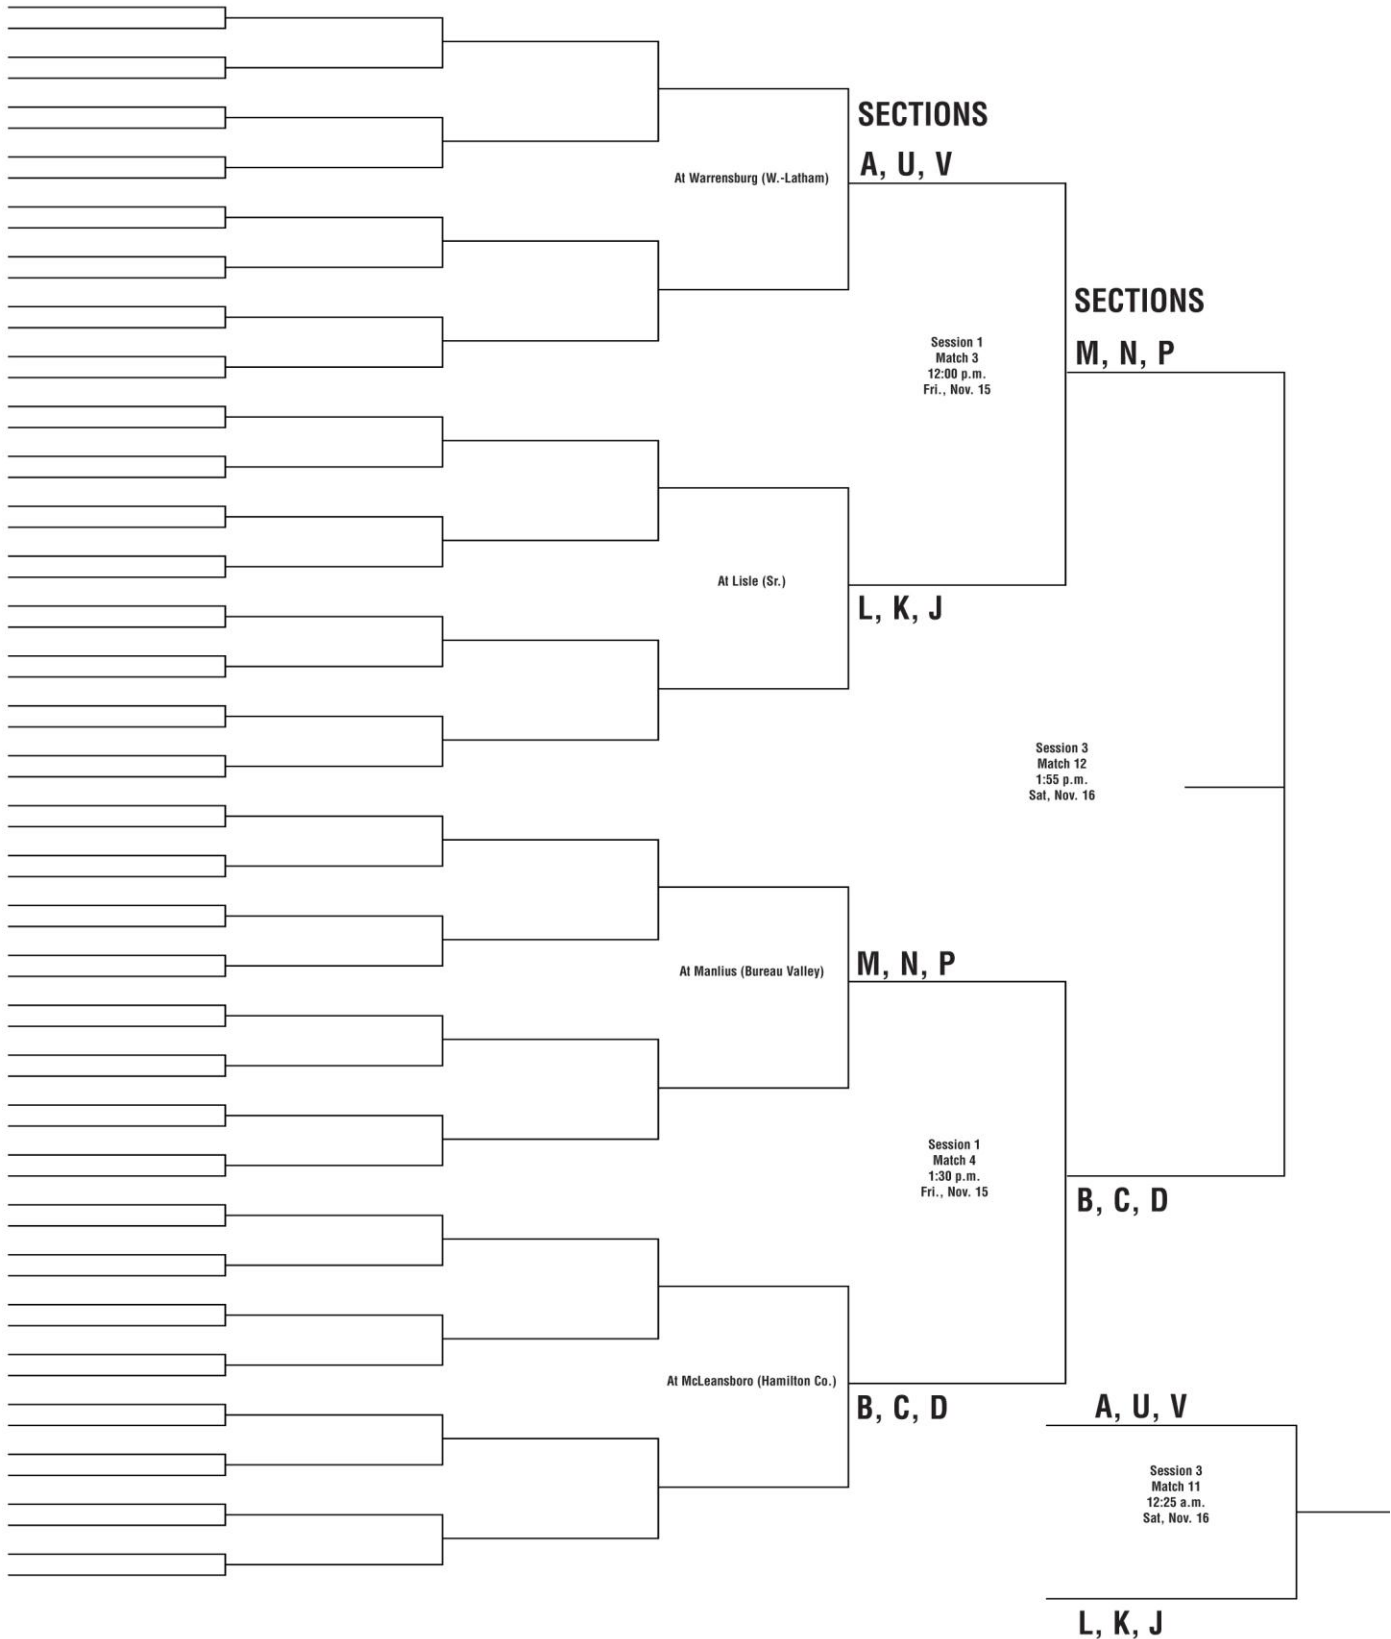 SECTIONS
A, U, V
At Warrensburg (W.-Latham)
SECTIONS
M, N, P
Session 1
Match 3
12:00 p.m.
Fri., Nov. 15
At Lisle (Sr.)
L, K, J
Session 3
Match 12
1:55 p.m.
Sat, Nov. 16
M, N, P
At Manlius (Bureau Valley)
Session 1
Match 4
1:30 p.m.
Fri., Nov. 15
B, C, D
At McLeansboro (Hamilton Co.)
B, C, D
A, U, V
Session 3
Match 11
12:25 a.m.
Sat, Nov. 16
L, K, J